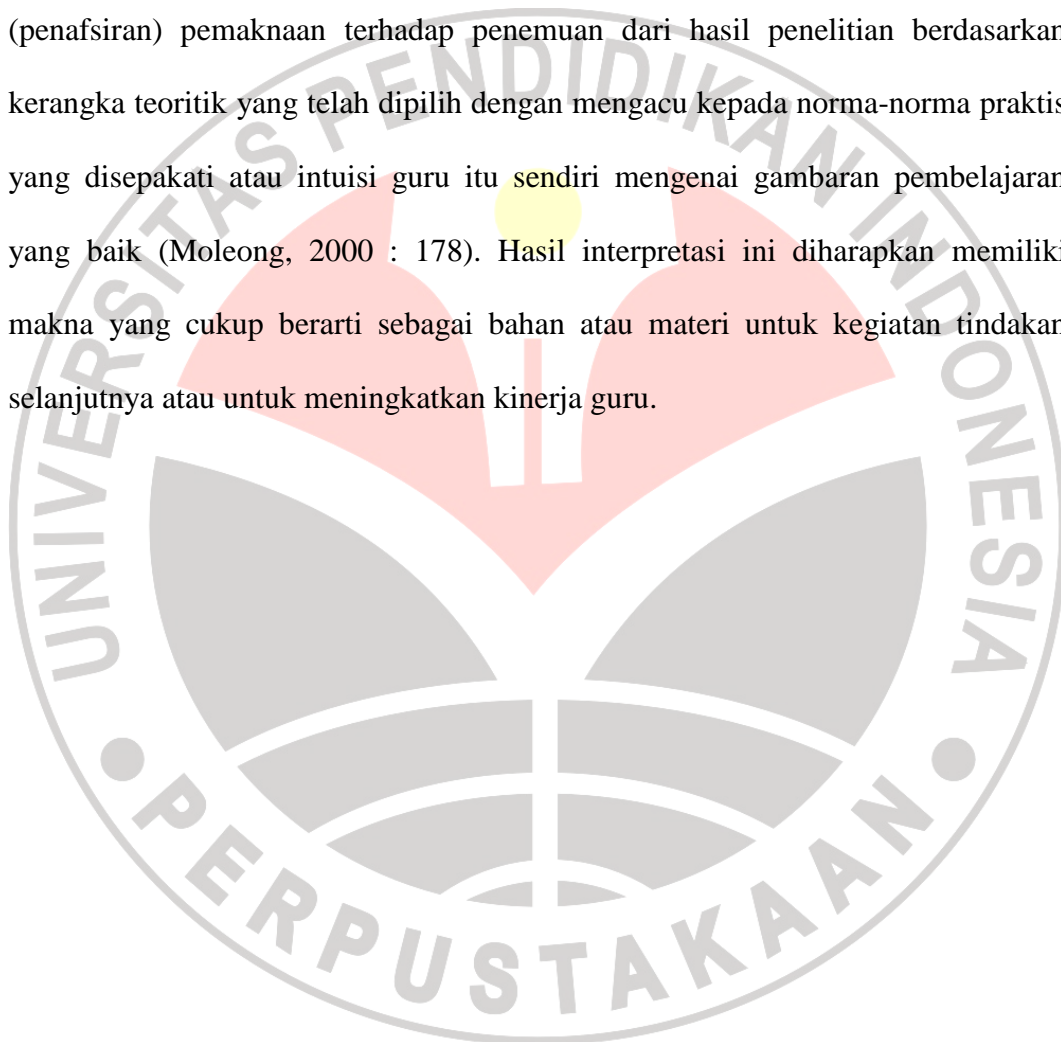 (penafsiran) pemaknaan terhadap penemuan dari hasil penelitian berdasarkan
kerangka teoritik yang telah dipilih dengan mengacu kepada norma-norma praktis
yang disepakati atau intuisi guru itu sendiri mengenai gambaran pembelajaran
yang baik (Moleong, 2000 : 178). Hasil interpretasi ini diharapkan memiliki
makna yang cukup berarti sebagai bahan atau materi untuk kegiatan tindakan
selanjutnya atau untuk meningkatkan kinerja guru.
UNIVERSITAS PENDIDIKAN INDONESIA
PERPUSTAKAAN